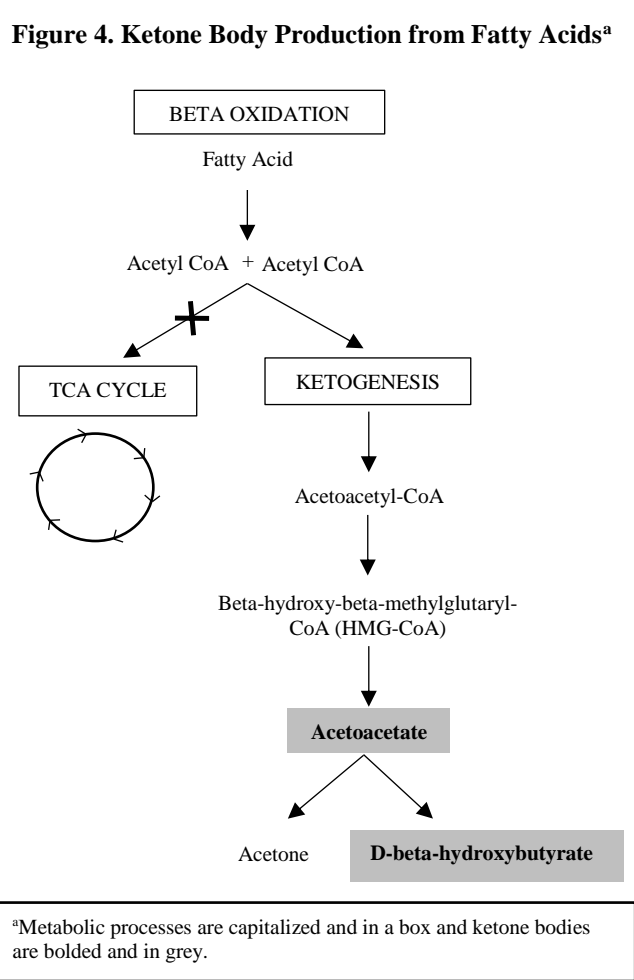 Figure 4. Ketone Body Production from Fatty Acidsᵃ
BETA OXIDATION
Fatty Acid
Acetyl CoA + Acetyl CoA
TCA CYCLE
KETOGENESIS
Acetoacetyl-CoA
Beta-hydroxy-beta-methylglutaryl-
CoA (HMG-CoA)
Acetoacetate
Acetone
D-beta-hydroxybutyrate
ᵃMetabolic processes are capitalized and in a box and ketone bodies
are bolded and in grey.